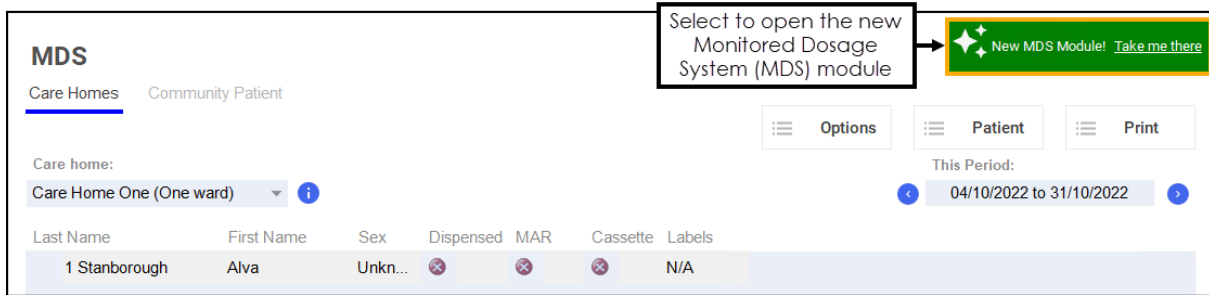 Select to open the new
Monitored Dosage
System (MDS) module
New MDS Module! Take me there
MDS
Care Homes Community Patient
Options Patient Print
Care home: This Period:
Care Home One (One ward) 04/10/2022 to 31/10/2022
Last Name First Name Sex Dispensed MAR Cassette Labels
1 Stanborough Alva Unkn... N/A